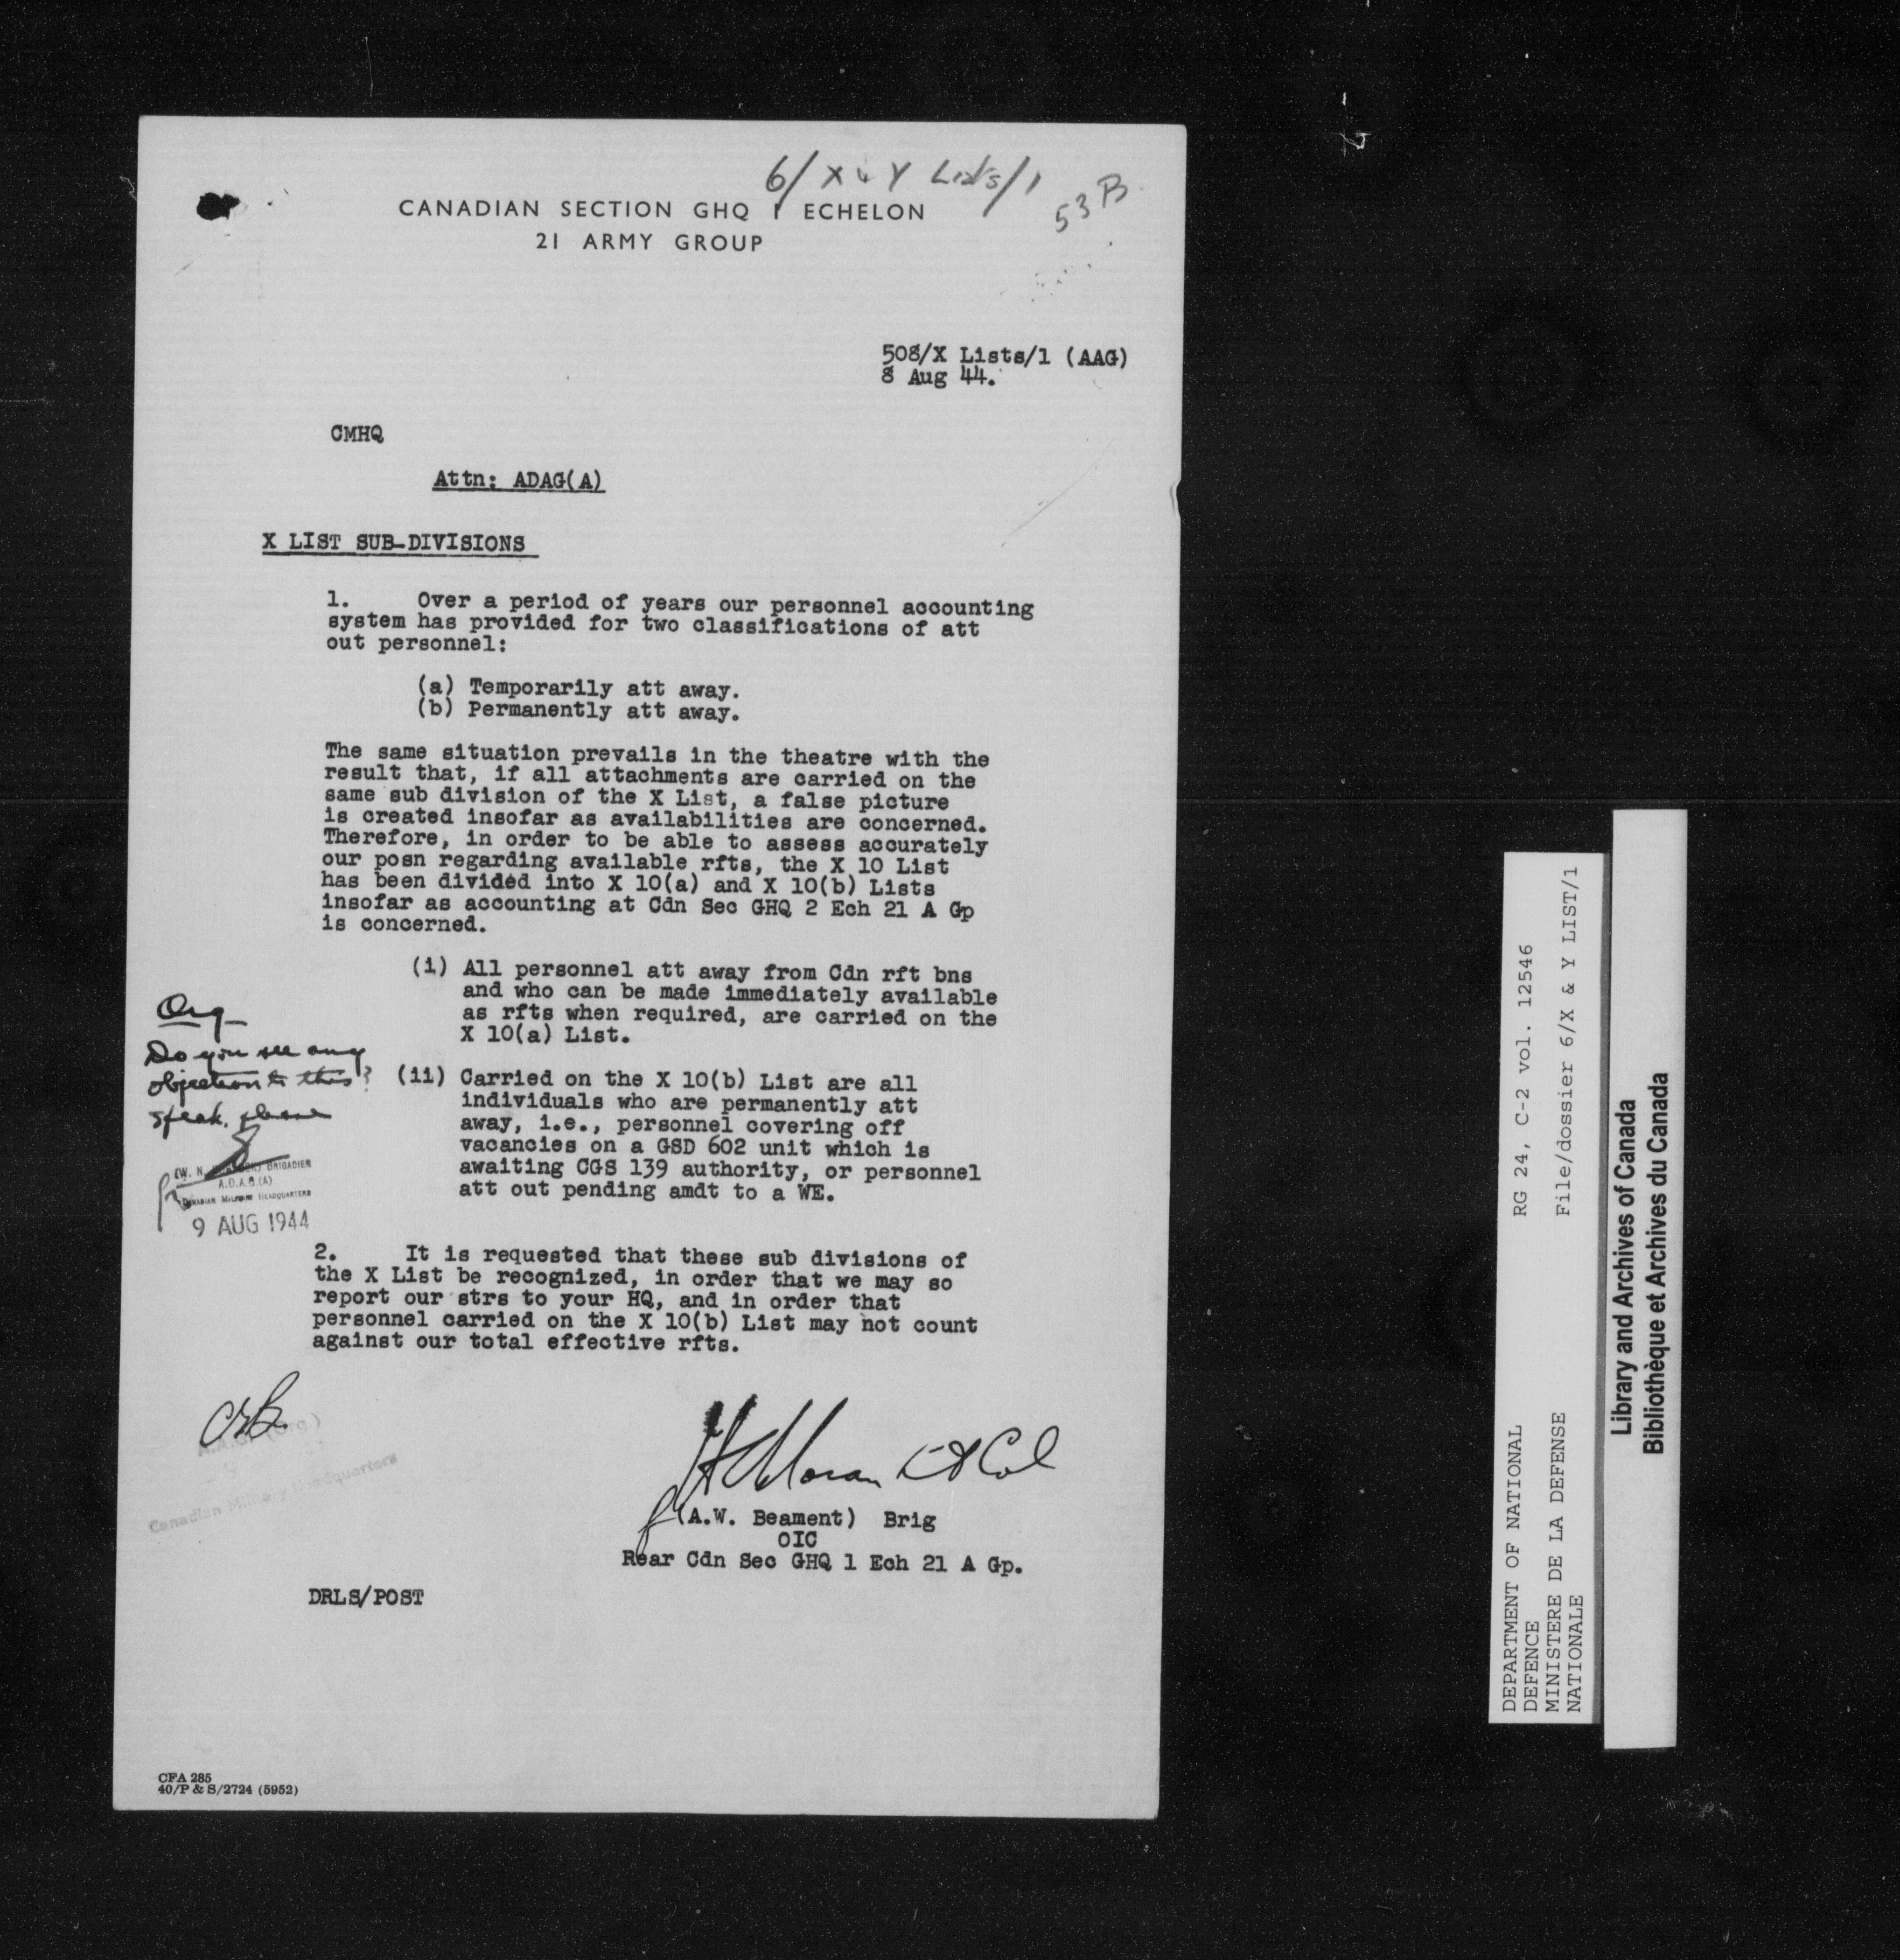 6/X & Y Lists/1
53B
CANADIAN SECTION GHQ 1 ECHELON
21 ARMY GROUP
508/X Lists/1 (AAG)
8 Aug 44.
CMHQ
Attn: ADAG(A)
X LIST SUB-DIVISIONS
1. Over a period of years our personnel accounting
system has provided for two classifications of att
out personnel:
(a) Temporarily att away.
(b) Permanently att away.
The same situation prevails in the theatre with the
result that, if all attachments are carried on the
same sub division of the X List, a false picture
is created insofar as availabilities are concerned.
Therefore, in order to be able to assess accurately
our posn regarding available rfts, the X 10 List
has been divided into X 10(a) and X 10(b) Lists
insofar as accounting at Cdn Sec GHQ 2 Ech 21 A Gp
is concerned.
(i) All personnel att away from Cdn rft bns
and who can be made immediately available
as rfts when required, are carried on the
X 10(a) List.
Org
Do you see any
objection to this?
speak, please
(ii) Carried on the X 10(b) List are all
individuals who are permanently att
away, i.e., personnel covering off
vacancies on a GSD 602 unit which is
awaiting CGS 139 authority, or personnel
att out pending amdt to a WE.
(W. N. BRIGADIER
A.D.A.G.(A)
CANADIAN MILITARY HEADQUARTERS
9 AUG 1944
2. It is requested that these sub divisions of
the X List be recognized, in order that we may so
report our strs to your HQ, and in order that
personnel carried on the X 10(b) List may not count
against our total effective rfts.
A.A.G. (Org.)
Canadian Military Headquarters
Moran Lt Col
(A.W. Beament) Brig
OIC
Rear Cdn Sec GHQ 1 Ech 21 A Gp.
DRLS/POST
CFA 285
40/P & S/2724 (5952)
DEPARTMENT OF NATIONAL
DEFENCE
MINISTERE DE LA DEFENSE
NATIONALE
RG 24, C-2 vol. 12546
File/dossier 6/X & Y LIST/1
Library and Archives of Canada
Bibliothèque et Archives du Canada